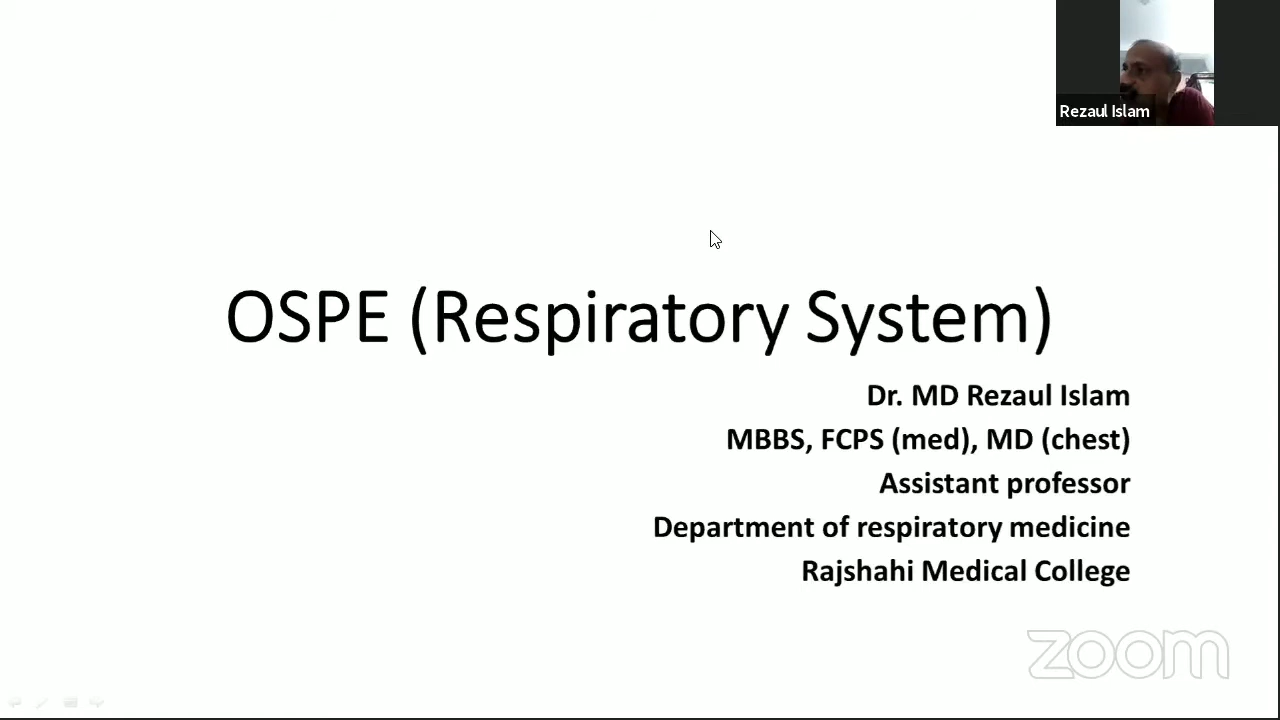 Rezaul Islam
OSPE (Respiratory System)
Dr. MD Rezaul Islam
MBBS, FCPS (med), MD (chest)
Assistant professor
Department of respiratory medicine
Rajshahi Medical College
zoom